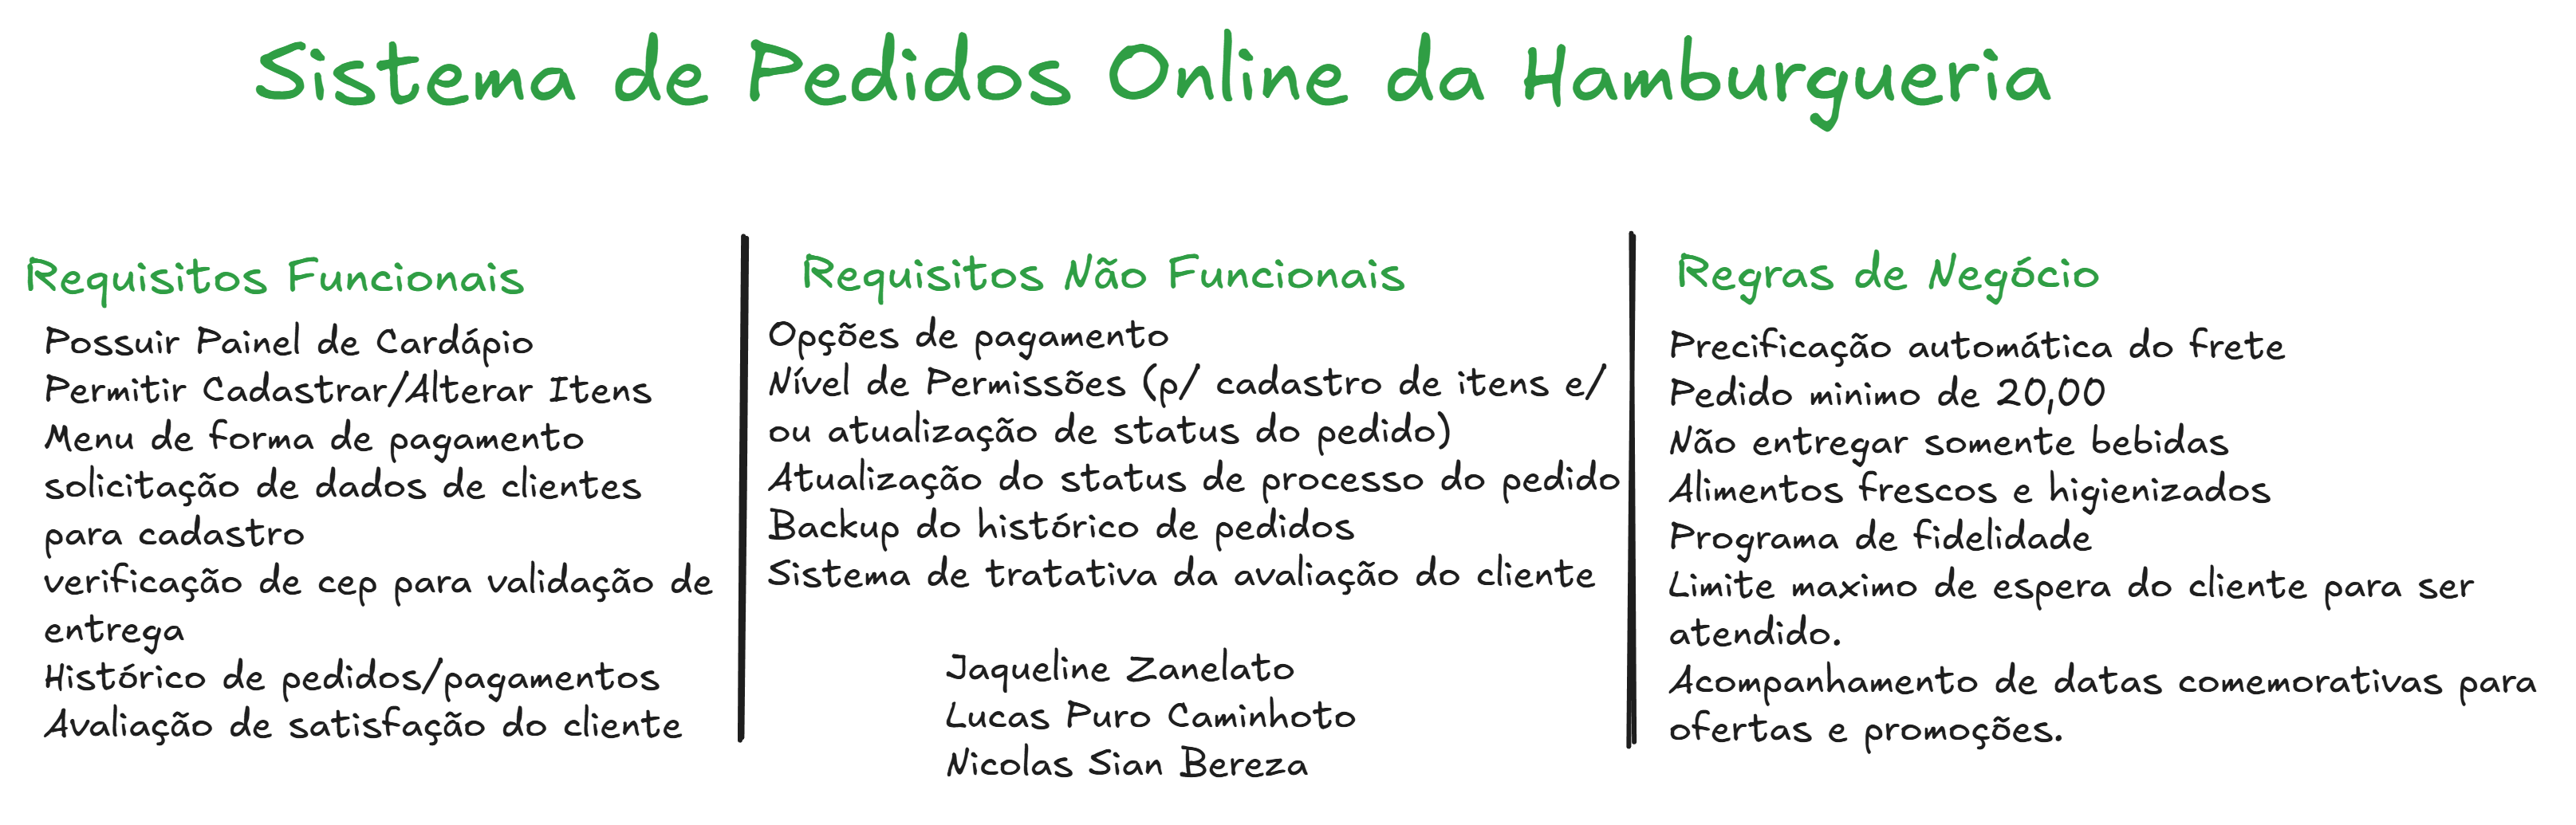 Sistema de Pedidos Online da Hamburgueria
Requisitos Funcionais
Possuir Painel de Cardápio
Permitir Cadastrar/Alterar Itens
Menu de forma de pagamento
solicitação de dados de clientes
para cadastro
verificação de cep para validação de
entrega
Histórico de pedidos/pagamentos
Avaliação de satisfação do cliente
Requisitos Não Funcionais
Opções de pagamento
Nível de Permissões (p/ cadastro de itens e/
ou atualização de status do pedido)
Atualização do status de processo do pedido
Backup do histórico de pedidos
Sistema de tratativa da avaliação do cliente
Jaqueline Zanelato
Lucas Puro Caminhoto
Nicolas Sian Bereza
Regras de Negócio
Precificação automática do frete
Pedido minimo de 20,00
Não entregar somente bebidas
Alimentos frescos e higienizados
Programa de fidelidade
Limite maximo de espera do cliente para ser
atendido.
Acompanhamento de datas comemorativas para
ofertas e promoções.